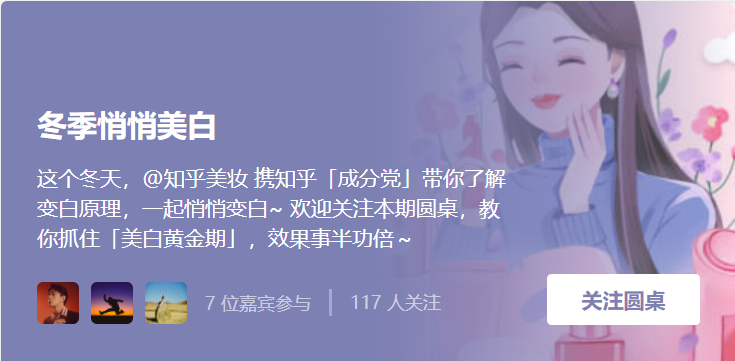 冬季悄悄美白
这个冬天，@知乎美妆 携知乎「成分党」带你了解
变白原理，一起悄悄变白~ 欢迎关注本期圆桌，教
你抓住「美白黄金期」，效果事半功倍~
7 位嘉宾参与 | 117 人关注
关注圆桌